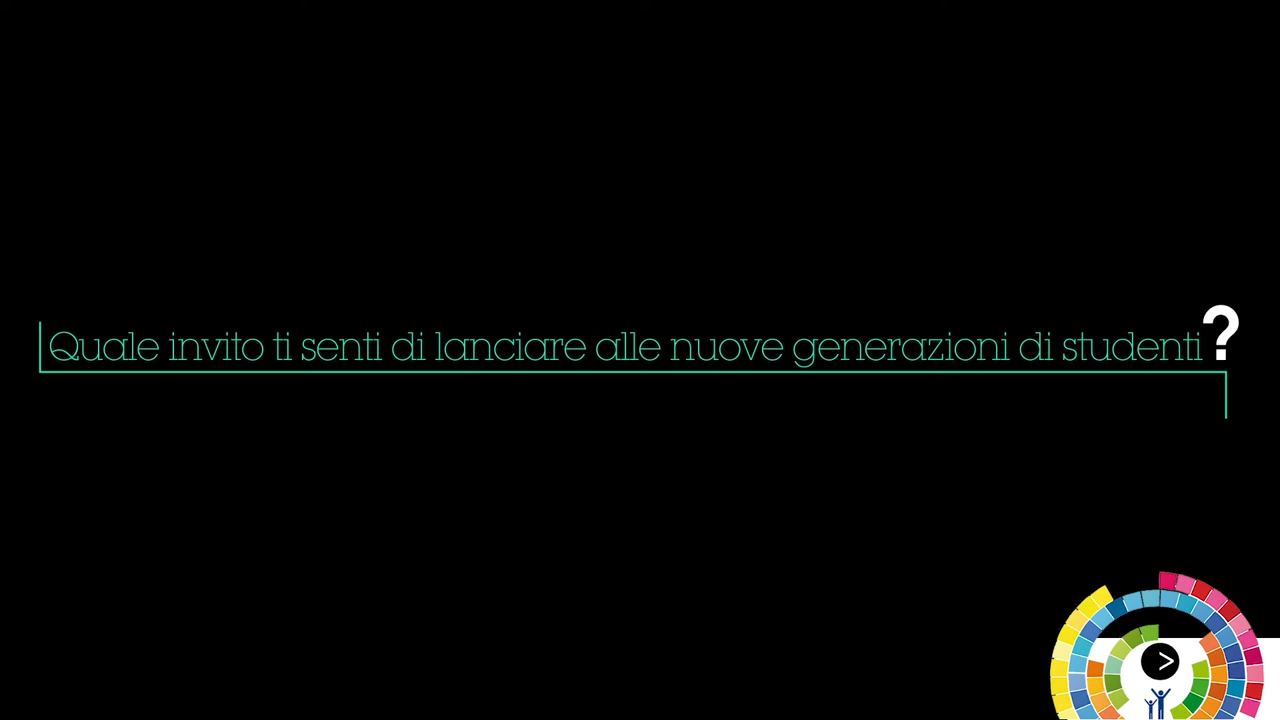 Quale invito ti senti di lanciare alle nuove generazioni di studenti?